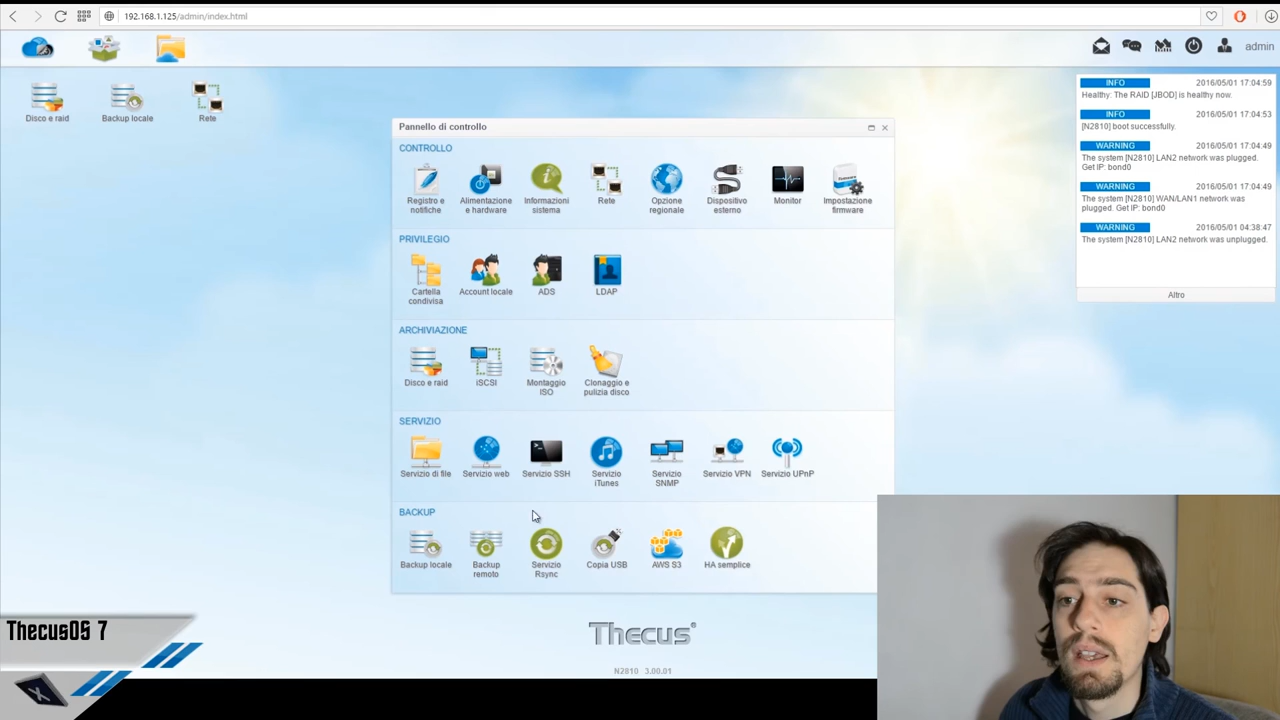 192.168.1.125/admin/index.html
admin
Disco e raid
Backup locale
Rete
Pannello di controllo
CONTROLLO
Registro e
notifiche
Alimentazione
e hardware
Informazioni
sistema
Rete
Opzione
regionale
Dispositivo
esterno
Monitor
Impostazione
firmware
PRIVILEGIO
Cartella
condivisa
Account locale
ADS
LDAP
ARCHIVIAZIONE
Disco e raid
iSCSI
Montaggio
ISO
Clonaggio e
pulizia disco
SERVIZIO
Servizio di file
Servizio web
Servizio SSH
Servizio
iTunes
Servizio
SNMP
Servizio VPN
Servizio UPnP
BACKUP
Backup locale
Backup
remoto
Servizio
Rsync
Copia USB
AWS S3
HA semplice
INFO 2016/05/01 17:04:59
Healthy: The RAID [JBOD] is healthy now.
INFO 2016/05/01 17:04:53
[N2810] boot successfully.
WARNING 2016/05/01 17:04:49
The system [N2810] LAN2 network was plugged.
Get IP: bond0
WARNING 2016/05/01 17:04:49
The system [N2810] WAN/LAN1 network was
plugged. Get IP: bond0
WARNING 2016/05/01 04:38:47
The system [N2810] LAN2 network was unplugged.
Altro
Thecus®
N2810 3.00.01
ThecusOS 7
X